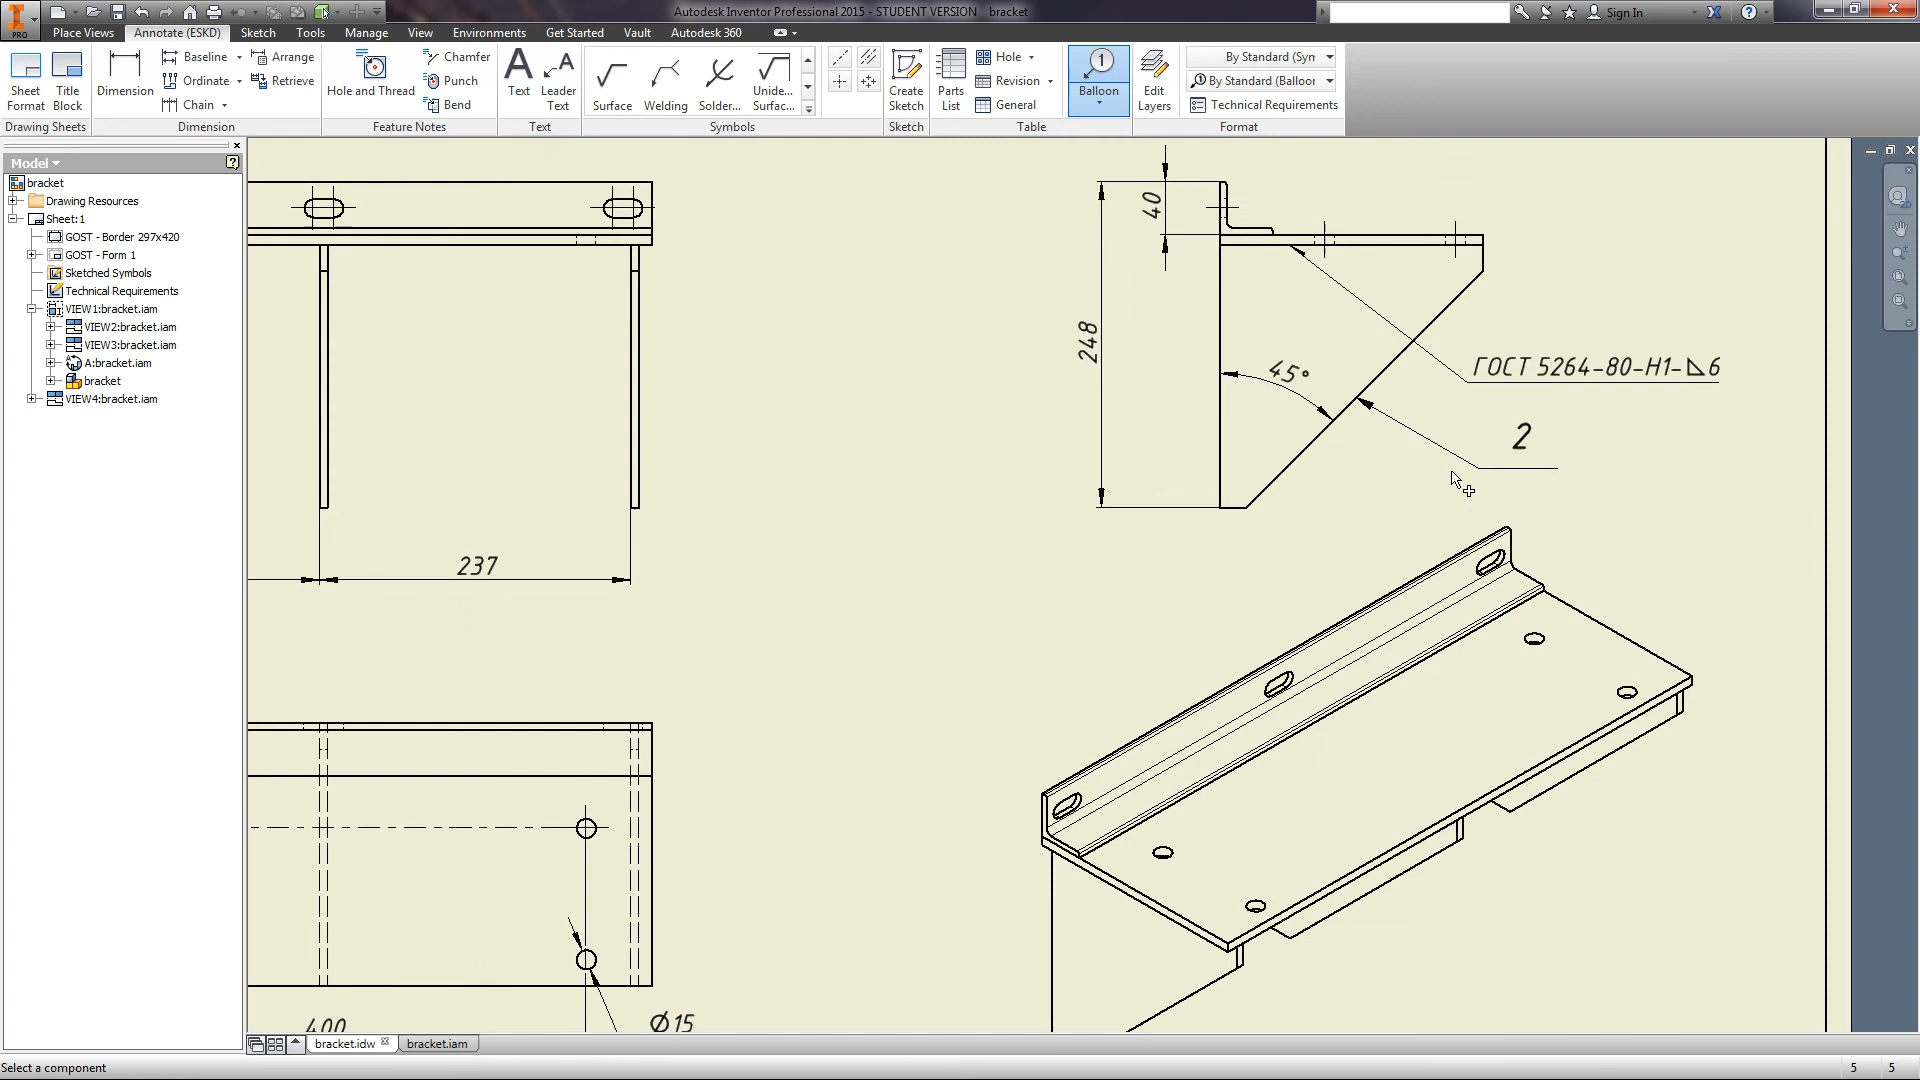 Autodesk Inventor Professional 2015 - STUDENT VERSION bracket
Sign In
PRO
Place Views
Annotate (ESKD)
Sketch
Tools
Manage
View
Environments
Get Started
Vault
Autodesk 360
Sheet Format
Title Block
Drawing Sheets
Dimension
Baseline
Ordinate
Chain
Arrange
Retrieve
Dimension
Hole and Thread
Chamfer
Punch
Bend
Feature Notes
Text
Leader Text
Text
Surface
Welding
Solder...
Unide... Surfac...
Symbols
Create Sketch
Sketch
Parts List
Hole
Revision
General
Table
1
Balloon
Edit Layers
By Standard (Syn
By Standard (Balloor
Technical Requirements
Format
Model
bracket
Drawing Resources
Sheet:1
GOST - Border 297x420
GOST - Form 1
Sketched Symbols
Technical Requirements
VIEW1:bracket.iam
VIEW2:bracket.iam
VIEW3:bracket.iam
A:bracket.iam
bracket
VIEW4:bracket.iam
40
248
45°
ГОСТ 5264-80-Н1-⊿6
2
237
400
Ø15
2D
bracket.idw
bracket.iam
Select a component
5
5